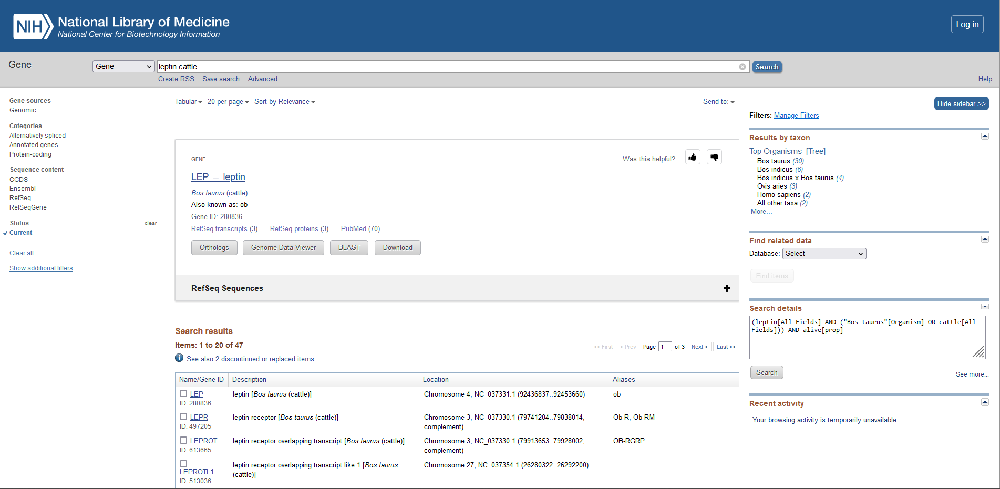 NIH National Library of Medicine
National Center for Biotechnology Information
Log in
Gene
Gene
leptin cattle
Search
Create RSS Save search Advanced
Help
Gene sources
Genomic
Categories
Alternatively spliced
Annotated genes
Protein-coding
Sequence content
CCDS
Ensembl
RefSeq
RefSeqGene
Status clear
Current
Clear all
Show additional filters
Tabular 20 per page Sort by Relevance
Send to:
GENE
Was this helpful?
LEP – leptin
Bos taurus (cattle)
Also known as: ob
Gene ID: 280836
RefSeq transcripts (3) RefSeq proteins (3) PubMed (70)
Orthologs Genome Data Viewer BLAST Download
RefSeq Sequences
Search results
Items: 1 to 20 of 47
<< First < Prev Page 1 of 3 Next > Last >>
See also 2 discontinued or replaced items.
Name/Gene ID Description Location Aliases
LEP leptin [Bos taurus (cattle)] Chromosome 4, NC_037331.1 (92436837..92453660) ob
ID: 280836
LEPR leptin receptor [Bos taurus (cattle)] Chromosome 3, NC_037330.1 (79741204..79838014, Ob-R, Ob-RM
ID: 497205 complement)
LEPROT leptin receptor overlapping transcript [Bos taurus (cattle)] Chromosome 3, NC_037330.1 (79913653..79928002, OB-RGRP
ID: 613665 complement)
leptin receptor overlapping transcript like 1 [Bos taurus Chromosome 27, NC_037354.1 (26280322..26292200)
LEPROTL1 (cattle)]
ID: 513036
Hide sidebar >>
Filters: Manage Filters
Results by taxon
Top Organisms [Tree]
Bos taurus (30)
Bos indicus (6)
Bos indicus x Bos taurus (4)
Ovis aries (3)
Homo sapiens (2)
All other taxa (2)
More...
Find related data
Database: Select
Find items
Search details
(leptin[All Fields] AND ("Bos taurus"[Organism] OR cattle[All
Fields])) AND alive[prop]
Search
See more...
Recent activity
Your browsing activity is temporarily unavailable.